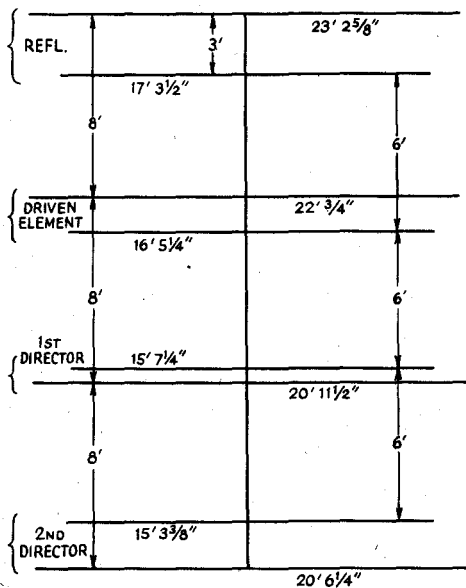 23' 2 5/8"
REFL.
3'
17' 3 1/2"
8'
6'
DRIVEN
ELEMENT
22' 3/4"
16' 5 1/4"
8'
6'
1ST
DIRECTOR
15' 7 1/4"
20' 11 1/2"
8'
6'
15' 3 3/8"
2ND
DIRECTOR
20' 6 1/4"